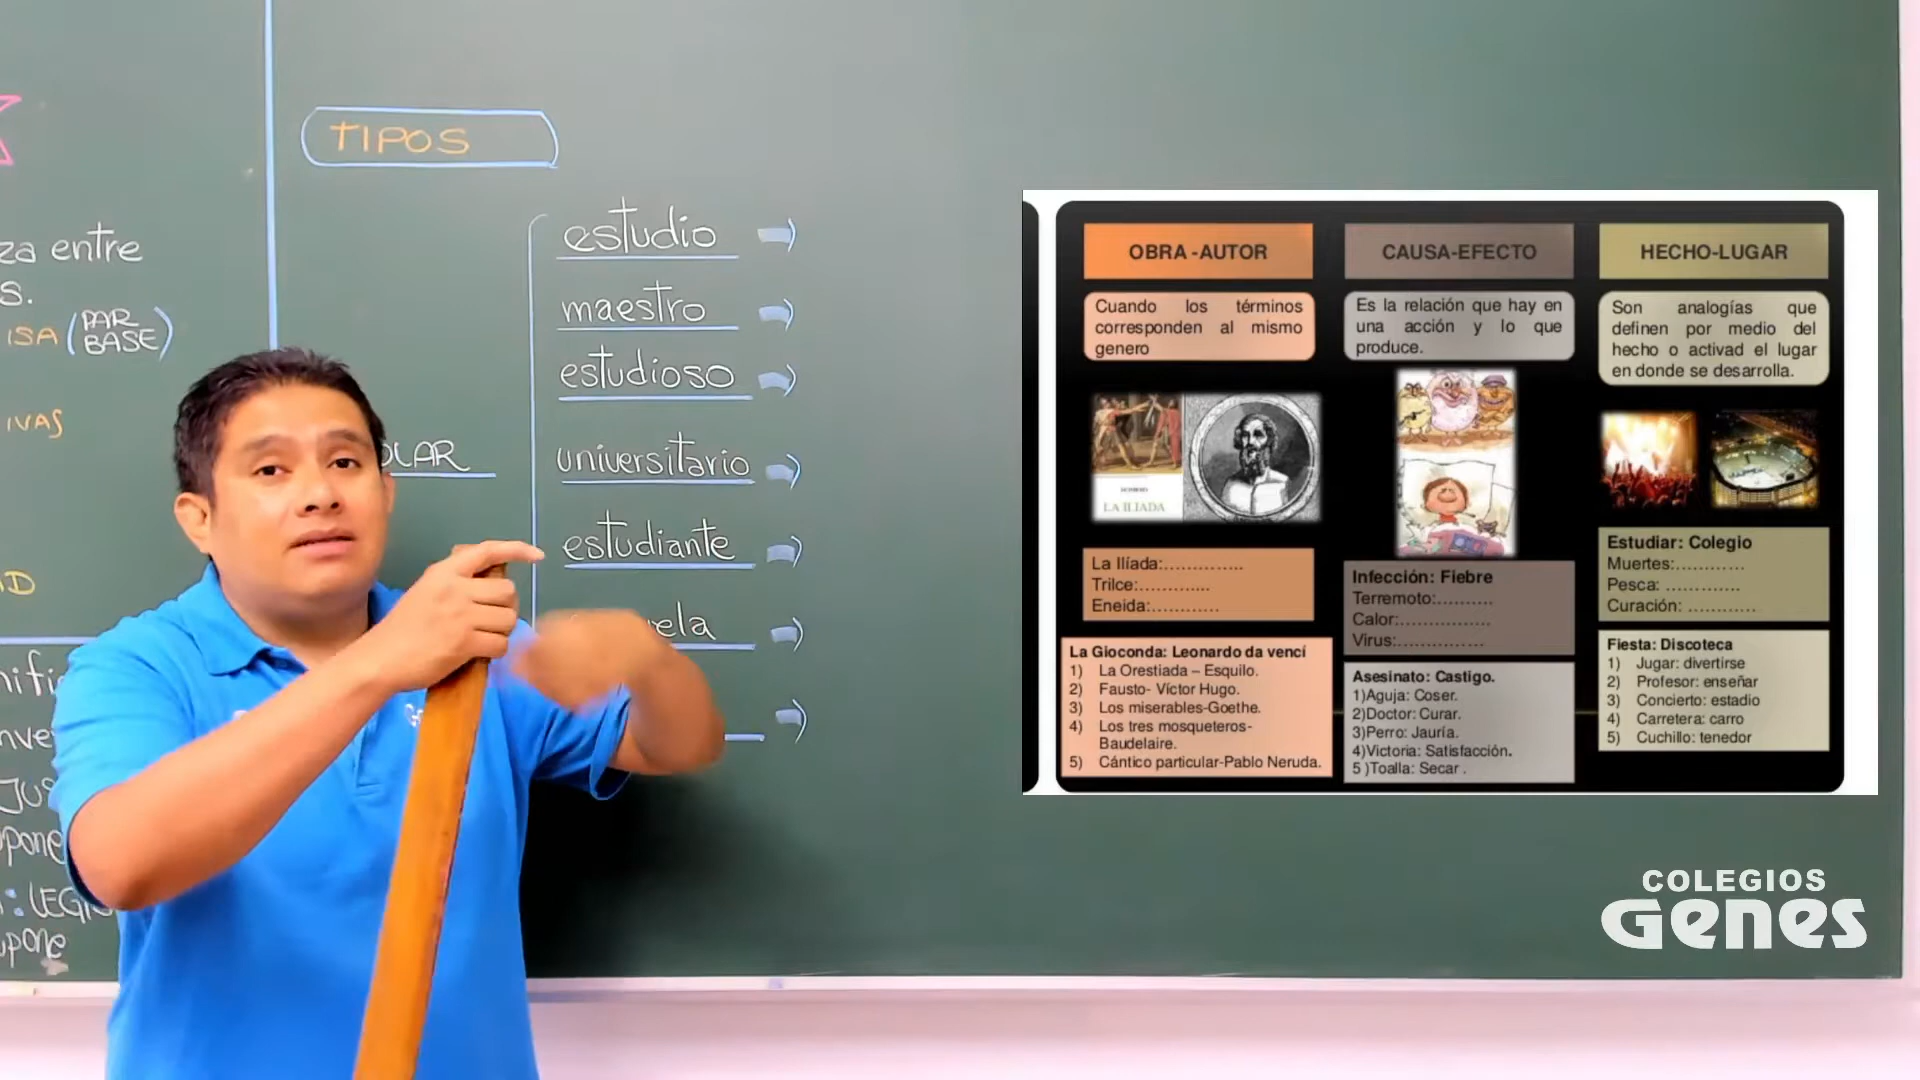 za entre
s.
ISA (PAR BASE)
IVAS
TIPOS
estudio
maestro
estudioso
universitario
estudiante
OLAR
OBRA -AUTOR
Cuando los términos
corresponden al mismo
genero
LA ILIADA
La Ilíada:..............
Trilce:.............
Eneida:............
La Gioconda: Leonardo da vencí
1) La Orestiada – Esquilo.
2) Fausto- Víctor Hugo.
3) Los miserables-Goethe.
4) Los tres mosqueteros-
Baudelaire.
5) Cántico particular-Pablo Neruda.
CAUSA-EFECTO
Es la relación que hay en
una acción y lo que
produce.
Infección: Fiebre
Terremoto:..........
Calor:................
Virus:................
Asesinato: Castigo.
1)Aguja: Coser.
2)Doctor: Curar.
3)Perro: Jauría.
4)Victoria: Satisfacción.
5 )Toalla: Secar .
HECHO-LUGAR
Son analogías que
definen por medio del
hecho o activad el lugar
en donde se desarrolla.
Estudiar: Colegio
Muertes:............
Pesca: .............
Curación: ............
Fiesta: Discoteca
1) Jugar: divertirse
2) Profesor: enseñar
3) Concierto: estadio
4) Carretera: carro
5) Cuchillo: tenedor
COLEGIOS
GENES